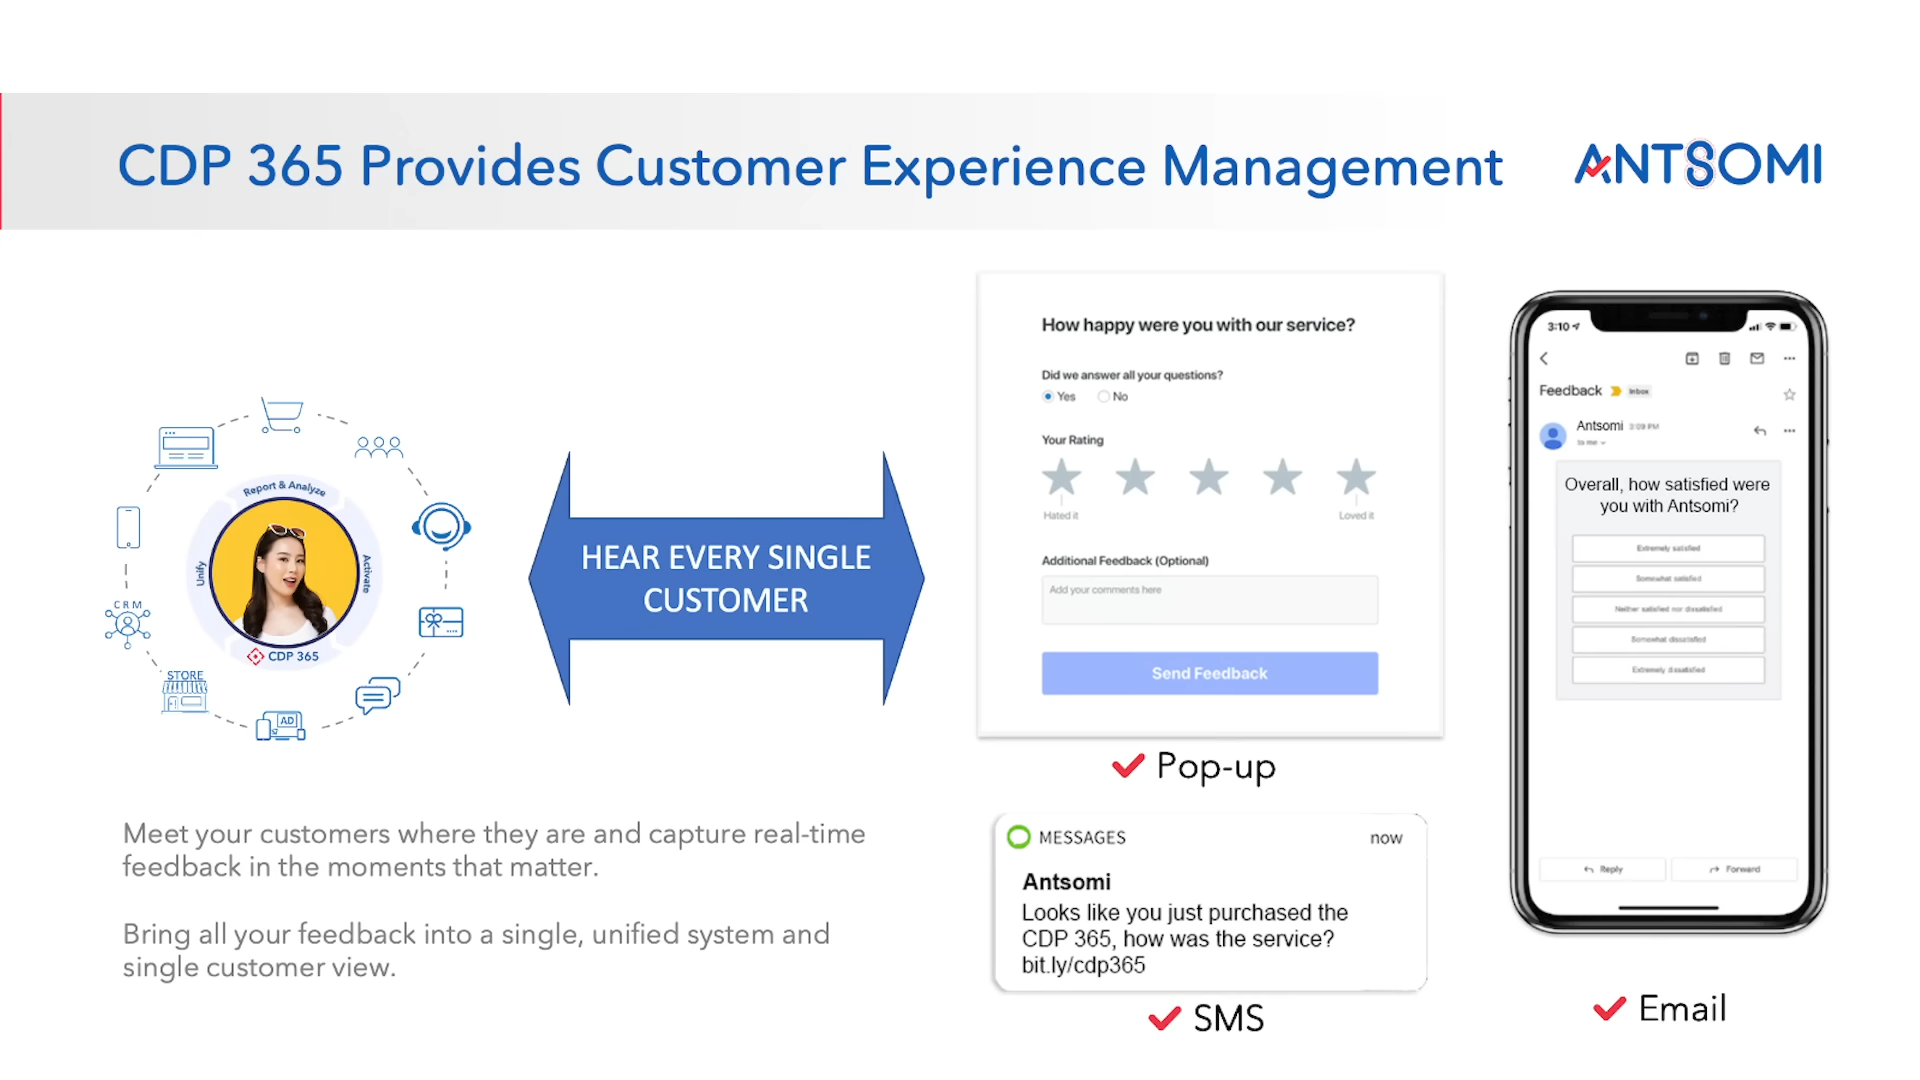 CDP 365 Provides Customer Experience Management
ANTSOMI
Report & Analyze
Unify
Activate
CDP 365
CRM
STORE
AD
HEAR EVERY SINGLE
CUSTOMER
Meet your customers where they are and capture real-time
feedback in the moments that matter.
Bring all your feedback into a single, unified system and
single customer view.
How happy were you with our service?
Did we answer all your questions?
Yes No
Your Rating
Hated it Loved it
Additional Feedback (Optional)
Add your comments here
Send Feedback
Pop-up
MESSAGES now
Antsomi
Looks like you just purchased the
CDP 365, how was the service?
bit.ly/cdp365
SMS
3:10
Feedback Inbox
Antsomi 3:09 PM
to me
Overall, how satisfied were
you with Antsomi?
Extremely satisfied
Somewhat satisfied
Neither satisfied nor dissatisfied
Somewhat dissatisfied
Extremely dissatisfied
Reply Forward
Email